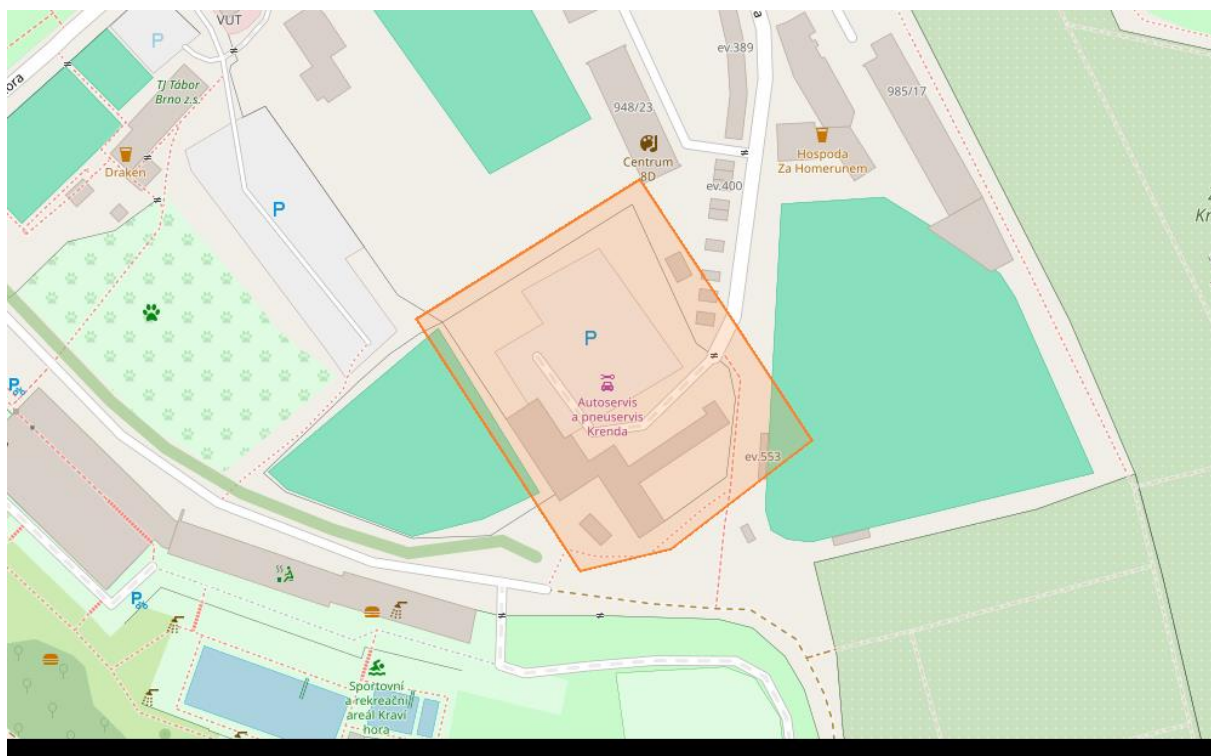 VUT
P
ora
TJ Tábor
Brno z.s.
Draken
P
a
ev.389
948/23
Centrum
8D
ev.400
985/17
Hospoda
Za Homerunem
Kr
P
Autoservis
a pneuservis
Krenda
ev.553
P
P
Sportovní
a rekreační
areál Kraví
hora